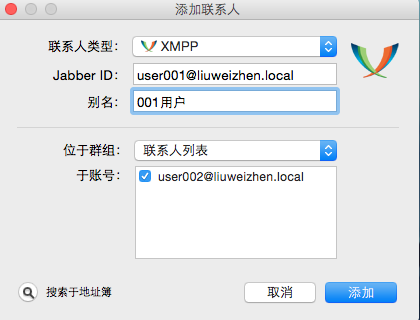 添加联系人
联系人类型： XMPP
Jabber ID： user001@liuweizhen.local
别名： 001用户
位于群组： 联系人列表
于账号： user002@liuweizhen.local
搜索于地址簿 取消 添加